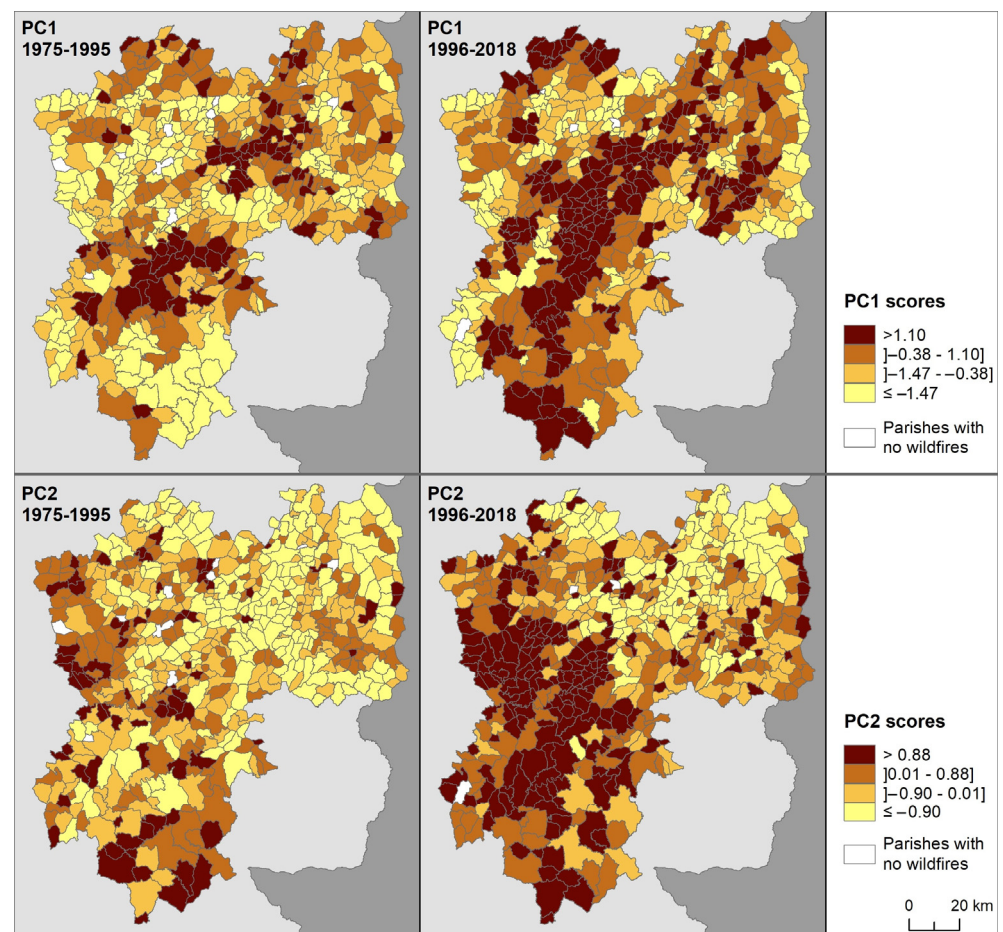 PC1
1975-1995
PC1
1996-2018
PC1 scores
>1.10
]–0.38 - 1.10]
]–1.47 - –0.38]
≤ –1.47
Parishes with
no wildfires
PC2
1975-1995
PC2
1996-2018
PC2 scores
> 0.88
]0.01 - 0.88]
]–0.90 - 0.01]
≤ –0.90
Parishes with
no wildfires
0 20 km